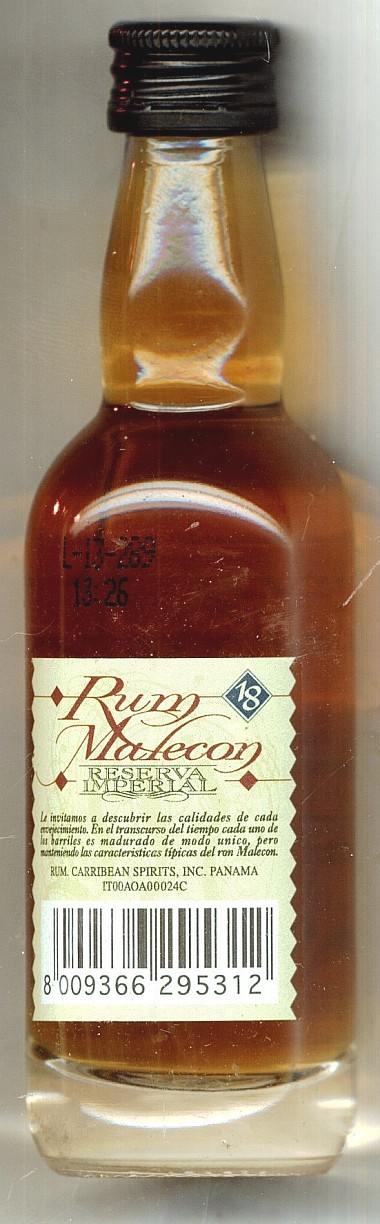 L-13-289
13-26
Rum 18
Malecon
RESERVA
IMPERIAL
Le invitamos a descubrir las calidades de cada
envejecimiento. En el transcurso del tiempo cada uno de
los barriles es madurado de modo unico, pero
manteniendo las caracteristicas típicas del ron Malecon.
RUM. CARRIBEAN SPIRITS, INC. PANAMA
IT00AOA00024C
8 009366 295312